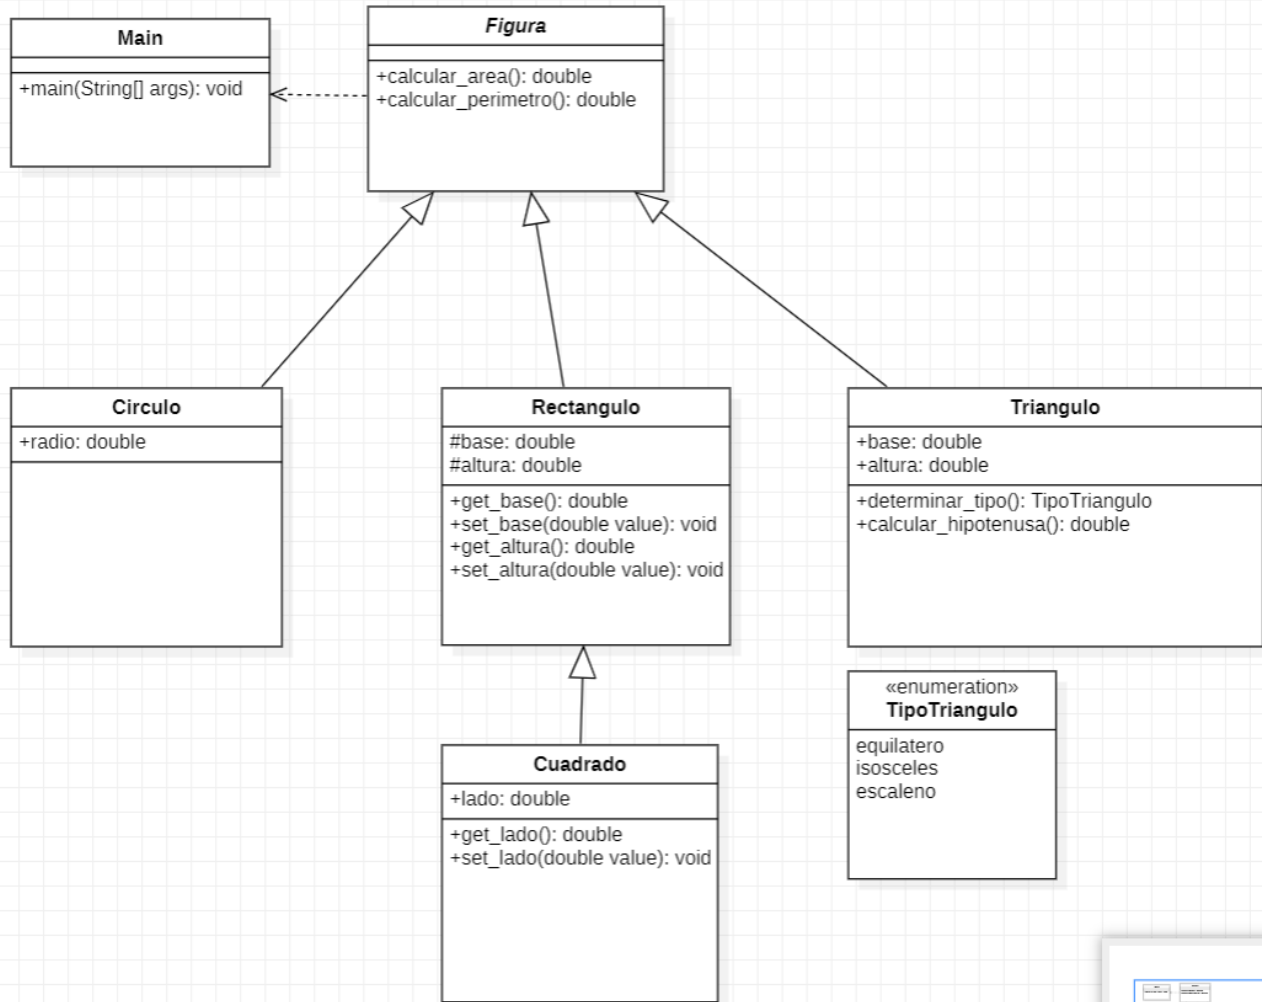 Main
+main(String[] args): void
Figura
+calcular_area(): double
+calcular_perimetro(): double
Circulo
+radio: double
Rectangulo
#base: double
#altura: double
+get_base(): double
+set_base(double value): void
+get_altura(): double
+set_altura(double value): void
Triangulo
+base: double
+altura: double
+determinar_tipo(): TipoTriangulo
+calcular_hipotenusa(): double
«enumeration»
TipoTriangulo
equilatero
isosceles
escaleno
Cuadrado
+lado: double
+get_lado(): double
+set_lado(double value): void